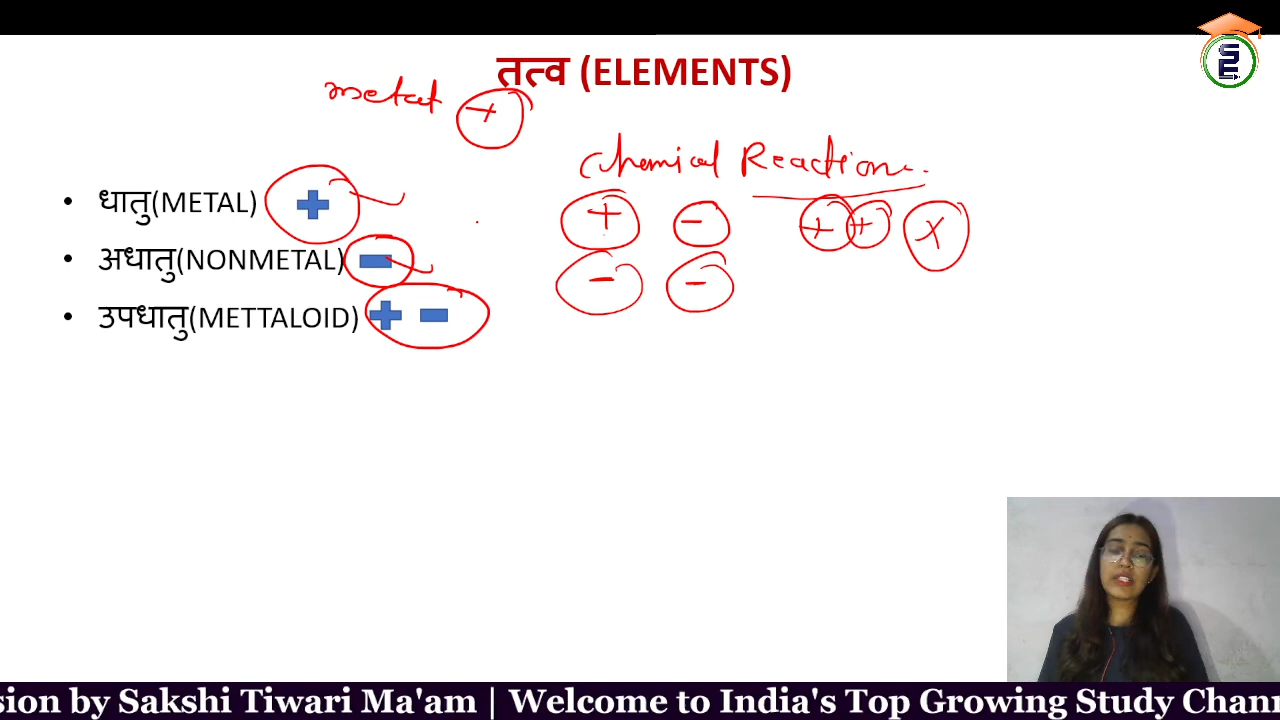 तत्व (ELEMENTS)
metal +
Chemical Reaction
• धातु(METAL) +
+ - + + X
• अधातु(NONMETAL) -
- -
• उपधातु(METTALOID) + -
sion by Sakshi Tiwari Ma'am | Welcome to India's Top Growing Study Chann